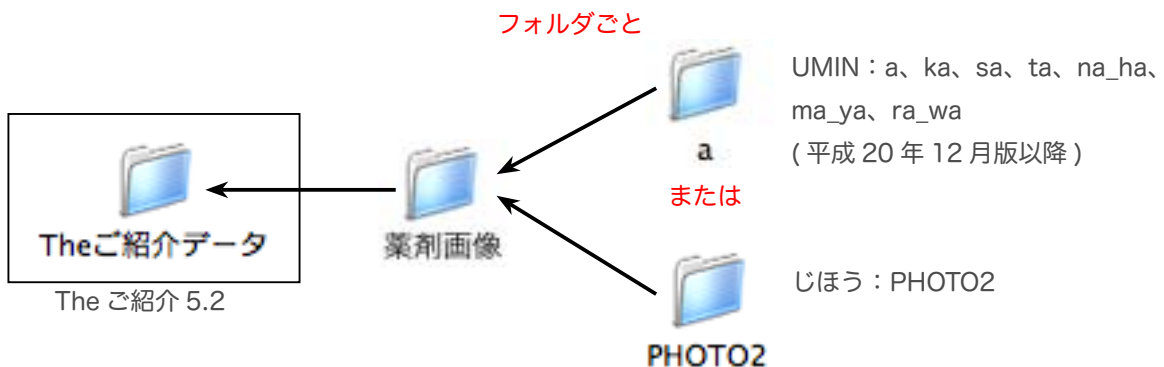 フォルダごと
UMIN：a、ka、sa、ta、na_ha、
ma_ya、ra_wa
( 平成 20 年 12 月版以降 )
a
または
Theご紹介データ
薬剤画像
The ご紹介 5.2
じほう：PHOTO2
PHOTO2